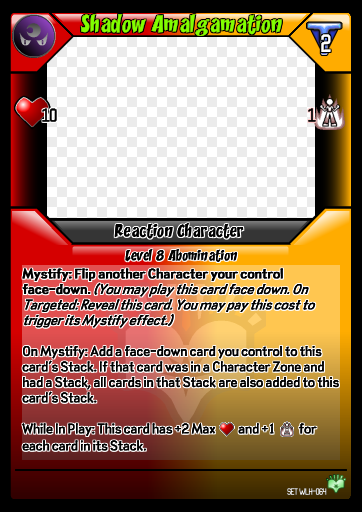 Shadow Amalgamation
2
10
1
Reaction Character
Level 8 Abomination
Mystify: Flip another Character your control
face-down. (You may play this card face down. On
Targeted: Reveal this card. You may pay this cost to
trigger its Mystify effect.)
On Mystify: Add a face-down card you control to this
card's Stack. If that card was in a Character Zone and
had a Stack, all cards in that Stack are also added to this
card's Stack.
While In Play: This card has +2 Max and +1 for
each card in its Stack.
SET WLH-064